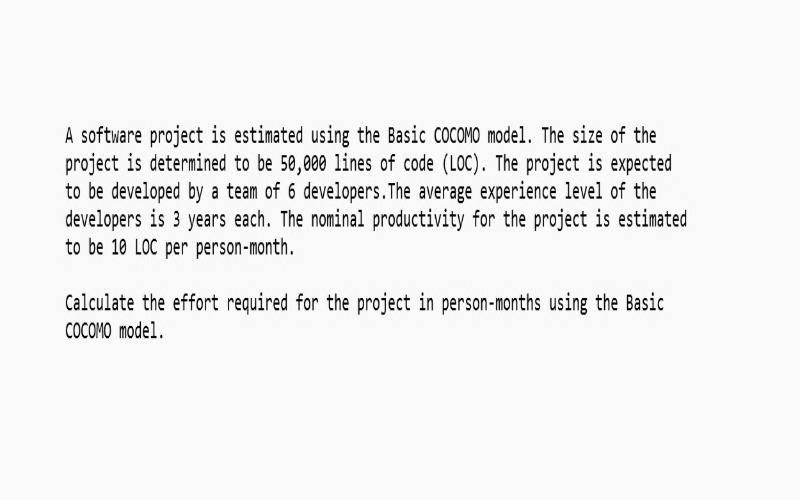 A software project is estimated using the Basic COCOMO model. The size of the
project is determined to be 50,000 lines of code (LOC). The project is expected
to be developed by a team of 6 developers.The average experience level of the
developers is 3 years each. The nominal productivity for the project is estimated
to be 10 LOC per person-month.
Calculate the effort required for the project in person-months using the Basic
COCOMO model.